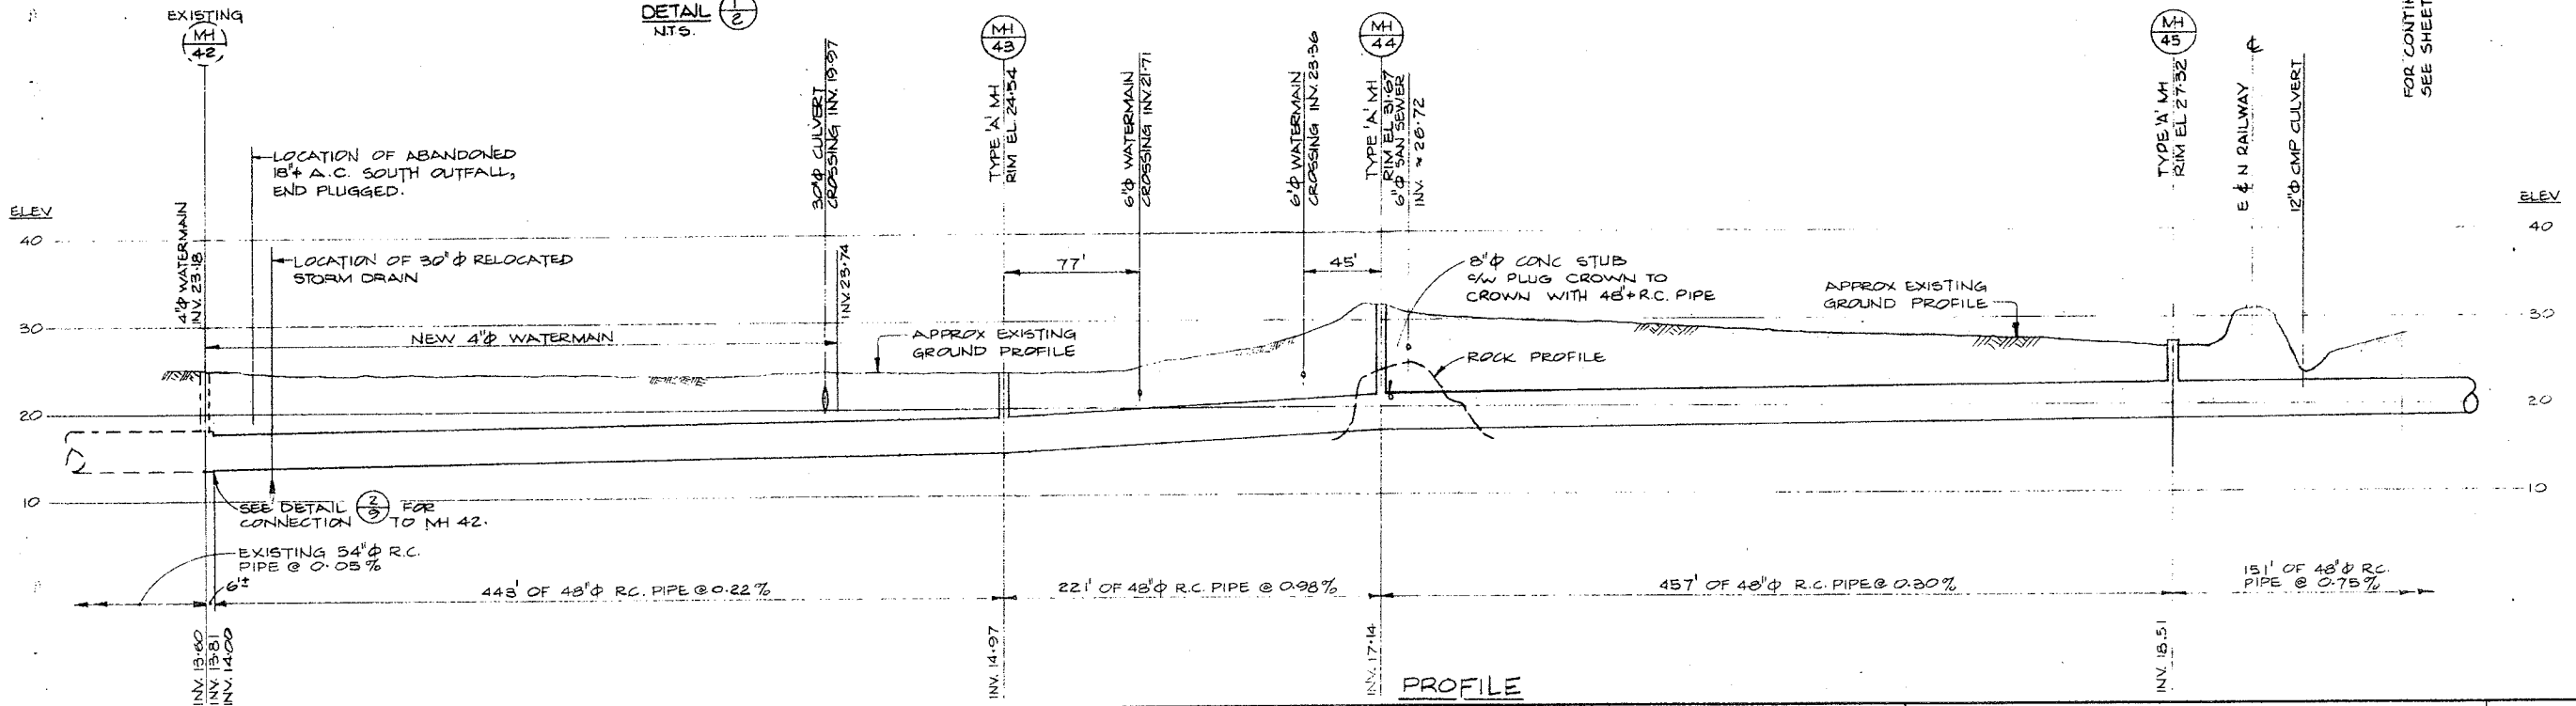 EXISTING
MH
42
DETAIL 1
2
N.T.S.
30"Φ CULVERT
CROSSING INV. 19.97
MH
43
TYPE 'A' MH
RIM EL 24.54
6"Φ WATERMAIN
CROSSING INV. 21.71
6"Φ WATERMAIN
CROSSING INV. 23.36
MH
44
TYPE 'A' MH
RIM EL 31.67
6"Φ SAN SEWER
INV. ≈ 26.72
MH
45
TYPE 'A' MH
RIM EL 27.32
E & N RAILWAY
℄
12"Φ CMP CULVERT
SEE SHEET
LOCATION OF ABANDONED
18"Φ A.C. SOUTH OUTFALL,
END PLUGGED.
ELEV
ELEV
4"Φ WATERMAIN
INV. 23.18
40
40
LOCATION OF 30"Φ RELOCATED
STORM DRAIN
INV. 23.74
77'
45'
8"Φ CONC STUB
C/W PLUG CROWN TO
CROWN WITH 48"Φ R.C. PIPE
APPROX EXISTING
GROUND PROFILE
30
30
NEW 4"Φ WATERMAIN
APPROX EXISTING
GROUND PROFILE
ROCK PROFILE
20
20
10
10
SEE DETAIL 2
9 FOR
CONNECTION TO MH 42.
EXISTING 54"Φ R.C.
PIPE @ 0.05%
6'±
443' OF 48"Φ R.C. PIPE @ 0.22%
221' OF 48"Φ R.C. PIPE @ 0.98%
457' OF 48"Φ R.C. PIPE @ 0.30%
151' OF 48"Φ R.C.
PIPE @ 0.75%
INV. 13.60
INV. 13.81
INV. 14.00
INV. 14.97
INV. 17.14
INV. 18.51
PROFILE